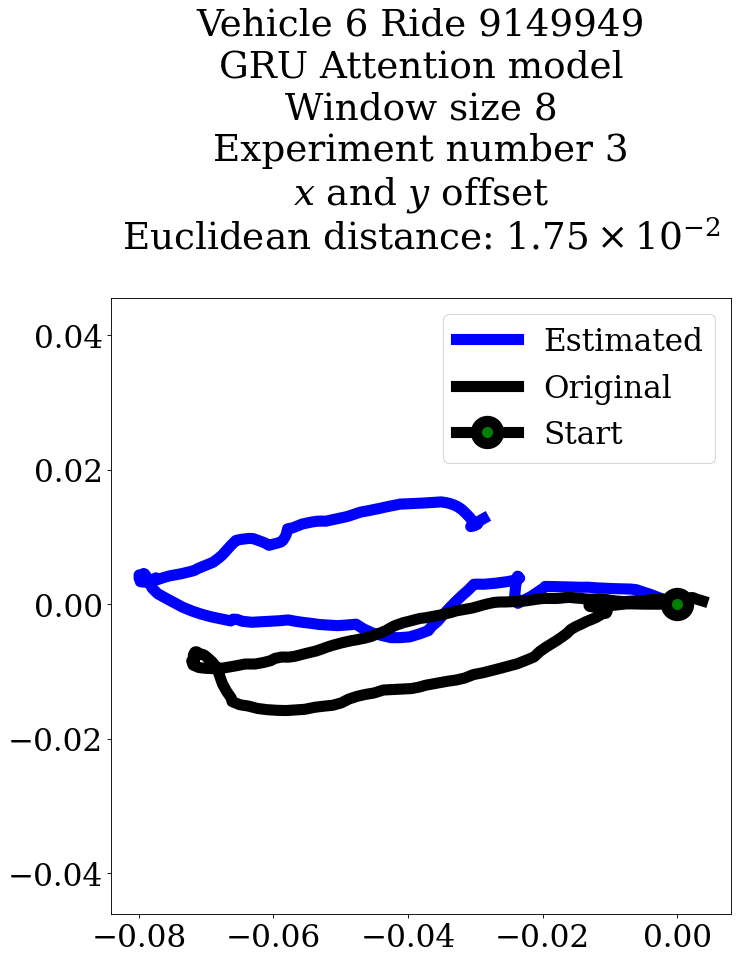 Vehicle 6 Ride 9149949
GRU Attention model
Window size 8
Experiment number 3
x and y offset
Euclidean distance: 1.75 × 10⁻²
0.04
0.02
0.00
−0.02
−0.04
Estimated
Original
Start
−0.08 −0.06 −0.04 −0.02 0.00